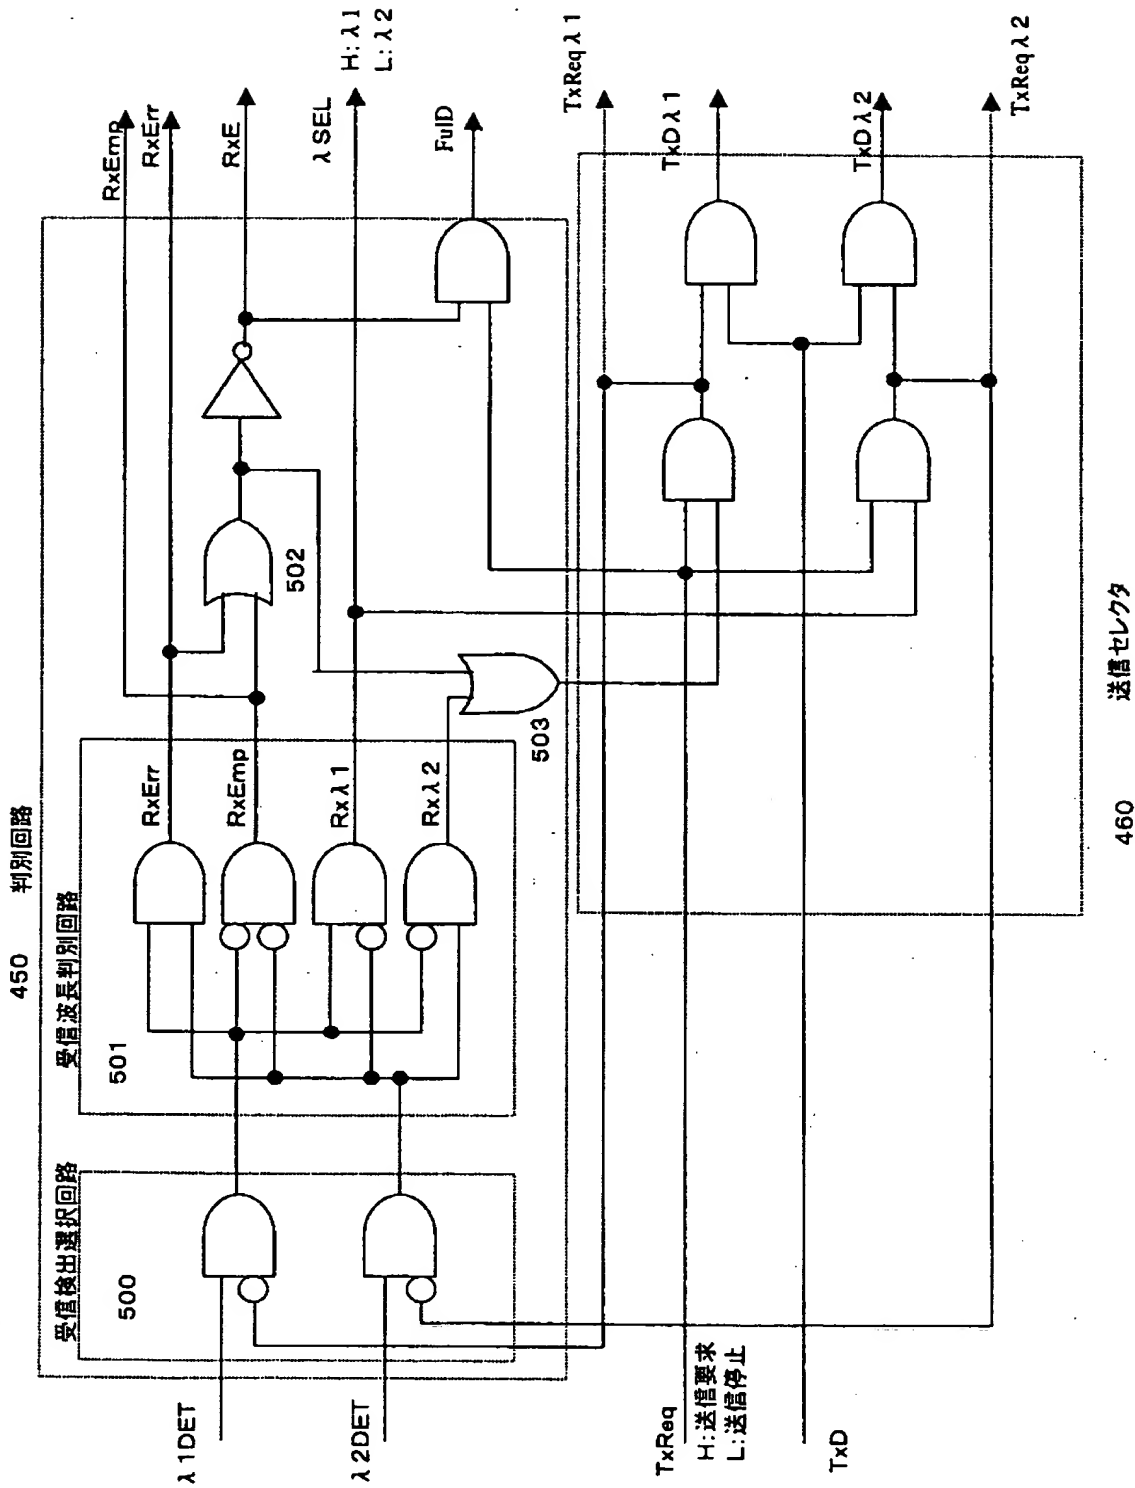 450 判別回路
受信検出選択回路
500
受信波長判別回路
501
RxErr
RxEmp
Rxλ1
Rxλ2
502
503
RxEmp
RxErr
RxE
λSEL
H:λ1
L:λ2
FulD
λ1DET
λ2DET
TxReq
H:送信要求
L:送信停止
TxD
TxReqλ1
TxDλ1
TxDλ2
TxReqλ2
460 送信セレクタ